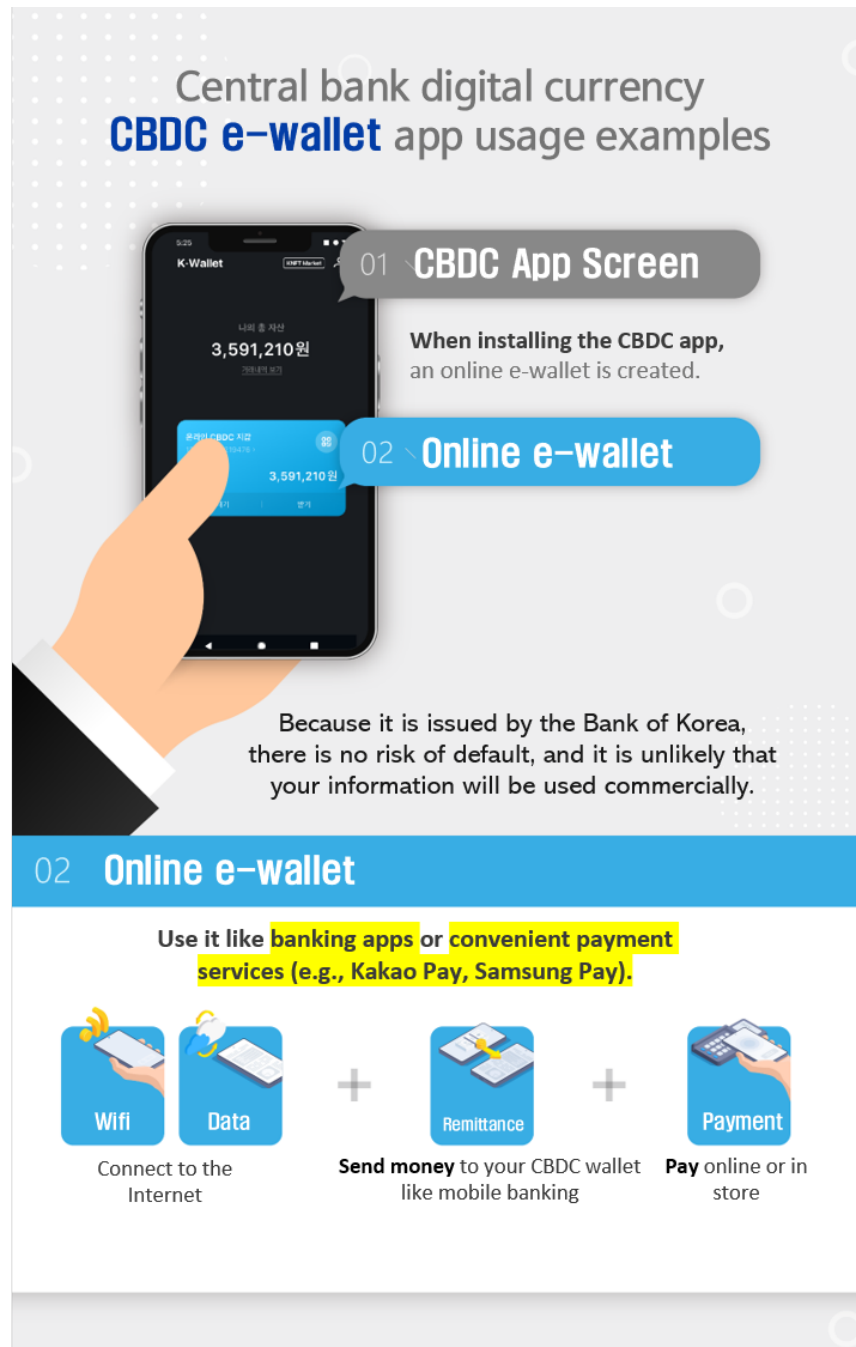 Central bank digital currency
CBDC e-wallet app usage examples
5:25
K-Wallet
KNFT Market
01 CBDC App Screen
나의 총 자산
3,591,210원
거래내역 보기
When installing the CBDC app,
an online e-wallet is created.
온라인 CBDC 지갑
02 Online e-wallet
3,591,210원
받기
Because it is issued by the Bank of Korea,
there is no risk of default, and it is unlikely that
your information will be used commercially.
02 Online e-wallet
Use it like banking apps or convenient payment
services (e.g., Kakao Pay, Samsung Pay).
Wifi
Data
Remittance
Payment
Connect to the
Internet
Send money to your CBDC wallet
like mobile banking
Pay online or in
store